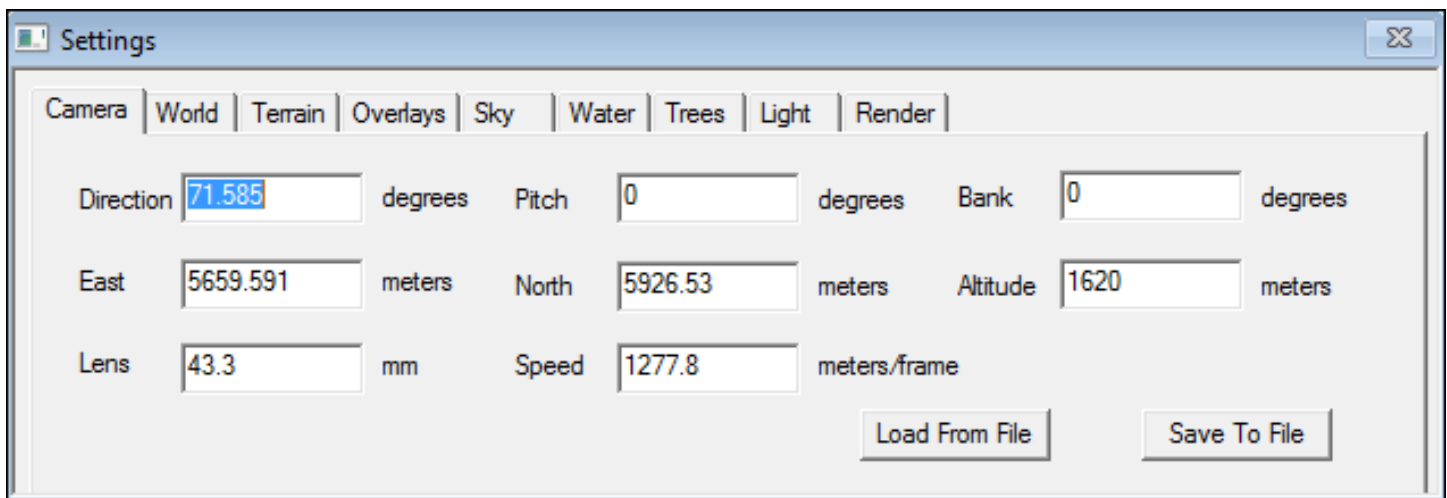 Settings
Camera World Terrain Overlays Sky Water Trees Light Render
Direction 71.585 degrees Pitch 0 degrees Bank 0 degrees
East 5659.591 meters North 5926.53 meters Altitude 1620 meters
Lens 43.3 mm Speed 1277.8 meters/frame
Load From File Save To File